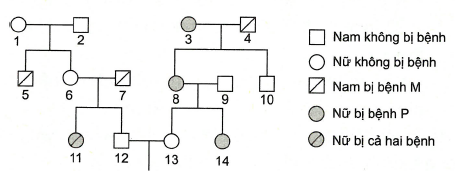 1 2 3 4
Nam không bị bệnh
Nữ không bị bệnh
5 6 7 8 9 10
Nam bị bệnh M
Nữ bị bệnh P
Nữ bị cả hai bệnh
11 12 13 14